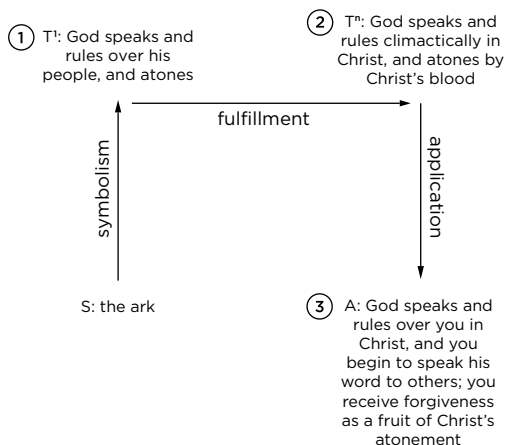 1 T¹: God speaks and
rules over his
people, and atones
2 Tⁿ: God speaks and
rules climactically in
Christ, and atones by
Christ's blood
fulfillment
symbolism
application
S: the ark
3 A: God speaks and
rules over you in
Christ, and you
begin to speak his
word to others; you
receive forgiveness
as a fruit of Christ's
atonement